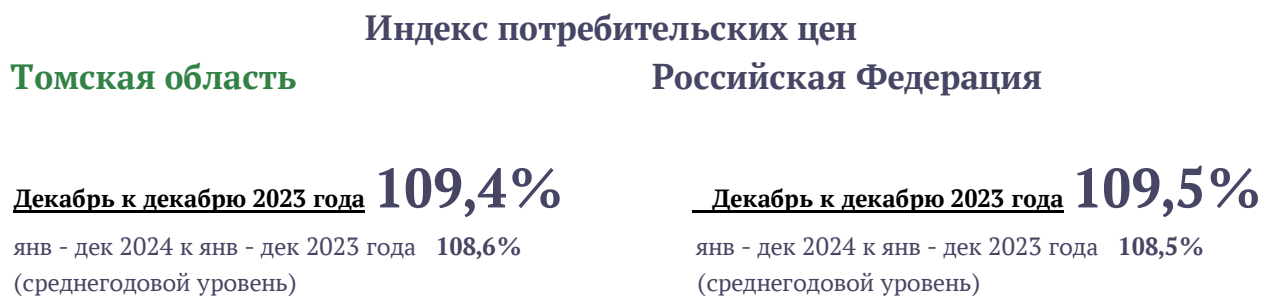 Индекс потребительских цен
Томская область
Российская Федерация
Декабрь к декабрю 2023 года 109,4%
янв - дек 2024 к янв - дек 2023 года 108,6%
(среднегодовой уровень)
Декабрь к декабрю 2023 года 109,5%
янв - дек 2024 к янв - дек 2023 года 108,5%
(среднегодовой уровень)